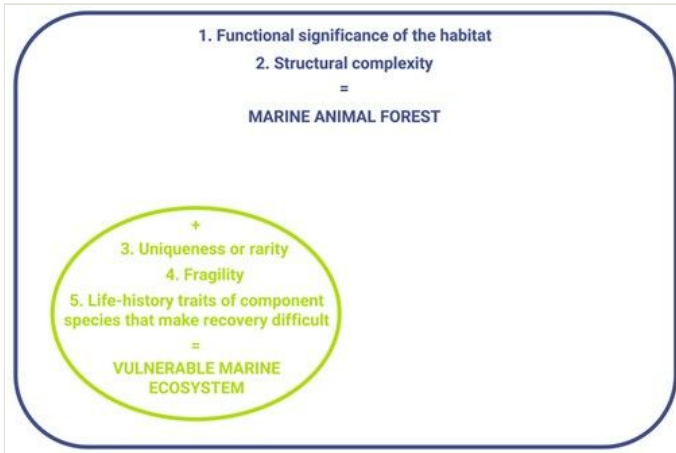 1. Functional significance of the habitat
2. Structural complexity
=
MARINE ANIMAL FOREST
+
3. Uniqueness or rarity
4. Fragility
5. Life-history traits of component
species that make recovery difficult
=
VULNERABLE MARINE
ECOSYSTEM